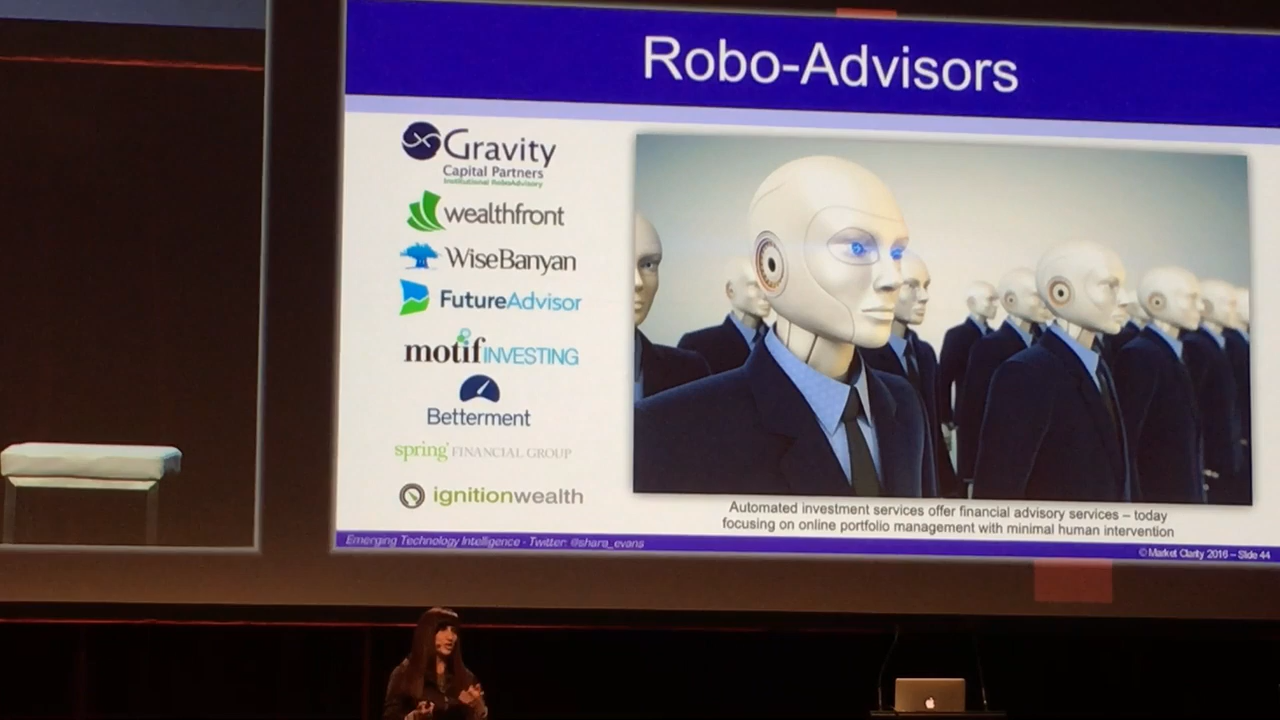 Robo-Advisors
Gravity
Capital Partners
Institutional RoboAdvisory
wealthfront
WiseBanyan
FutureAdvisor
motif INVESTING
Betterment
spring FINANCIAL GROUP
ignitionwealth
Automated investment services offer financial advisory services – today
focusing on online portfolio management with minimal human intervention
Emerging Technology Intelligence - Twitter: @shara_evans
© Market Clarity 2016 – Slide 44